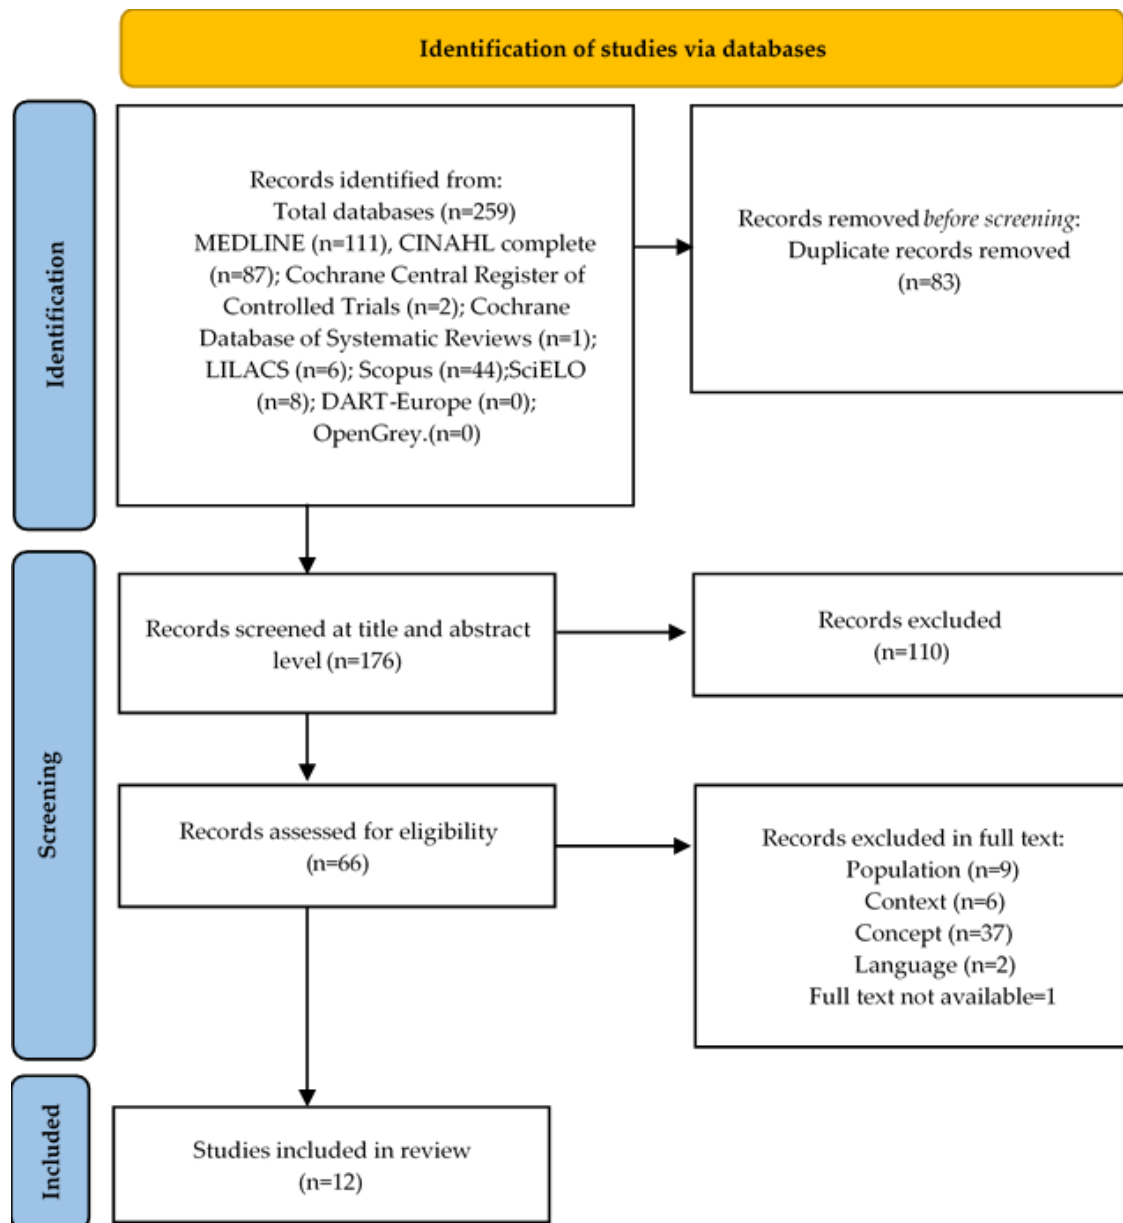 Identification of studies via databases
Identification
Records identified from:
Total databases (n=259)
MEDLINE (n=111), CINAHL complete
(n=87); Cochrane Central Register of
Controlled Trials (n=2); Cochrane
Database of Systematic Reviews (n=1);
LILACS (n=6); Scopus (n=44);SciELO
(n=8); DART-Europe (n=0);
OpenGrey.(n=0)
Records removed before screening:
Duplicate records removed
(n=83)
Screening
Records screened at title and abstract
level (n=176)
Records excluded
(n=110)
Records assessed for eligibility
(n=66)
Records excluded in full text:
Population (n=9)
Context (n=6)
Concept (n=37)
Language (n=2)
Full text not available=1
Included
Studies included in review
(n=12)